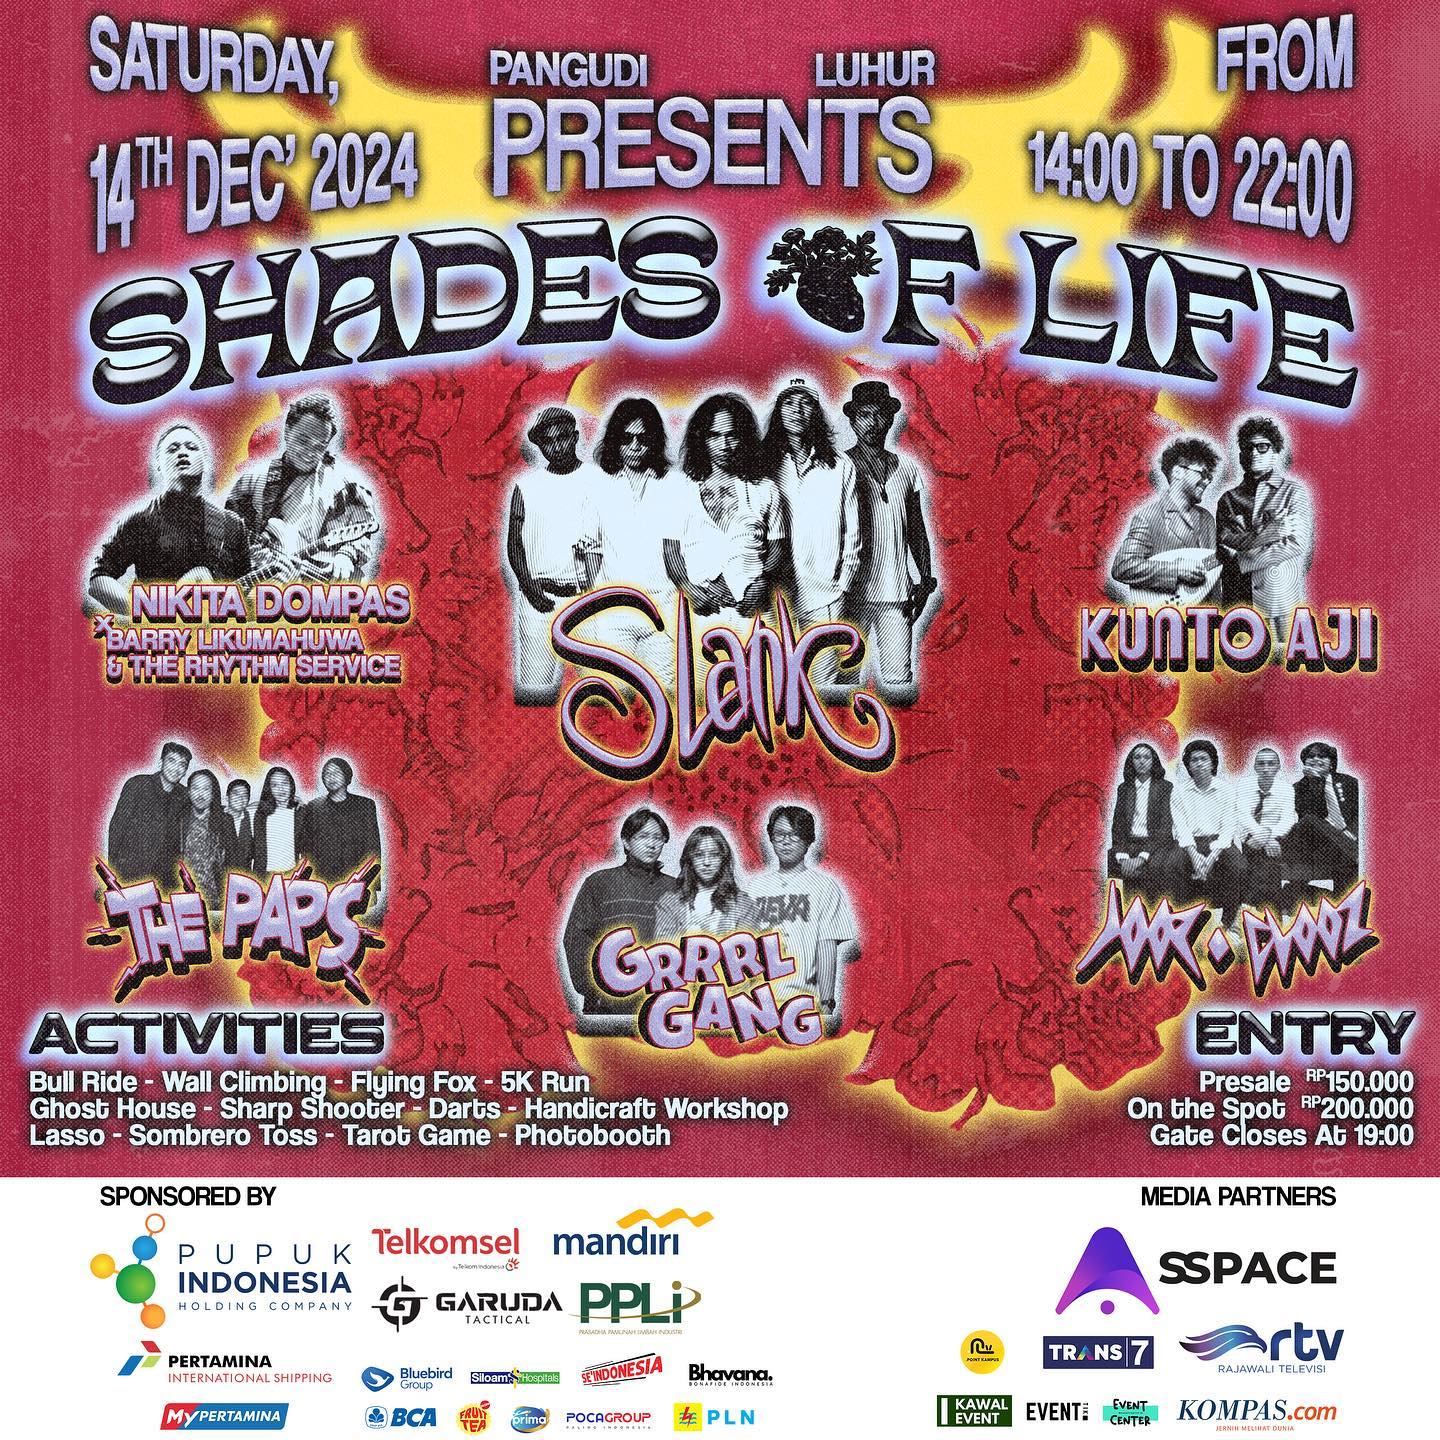 SATURDAY,
14TH DEC' 2024
PANGUDI LUHUR
PRESENTS
FROM
14:00 TO 22:00
SHADES OF LIFE
NIKITA DOMPAS
x BARRY LIKUMAHUWA
& THE RHYTHM SERVICE
Slank
KUNTO AJI
THE PAPS
GRRRL
GANG
ACTIVITIES
Bull Ride - Wall Climbing - Flying Fox - 5K Run
Ghost House - Sharp Shooter - Darts - Handicraft Workshop
Lasso - Sombrero Toss - Tarot Game - Photobooth
ENTRY
Presale RP150.000
On the Spot RP200.000
Gate Closes At 19:00
SPONSORED BY
PUPUK
INDONESIA
HOLDING COMPANY
Telkomsel
by Telkom Indonesia
mandiri
GARUDA
TACTICAL
PPLi
PRASADHA PAMUNAH LIMBAH INDUSTRI
PERTAMINA
INTERNATIONAL SHIPPING
Bluebird
Group
Siloam Hospitals
SE'INDONESIA
Bhavana.
BONAFIDE INDONESIA
MyPERTAMINA
BCA
FRUIT
TEA
prima
POCAGROUP
PALING INDONESIA
PLN
MEDIA PARTNERS
SSPACE
POINT KAMPUS
TRANS|7
rtv
RAJAWALI TELEVISI
KAWAL
EVENT
EVENT
EVENT
CENTER
KOMPAS.com
JERNIH MELIHAT DUNIA